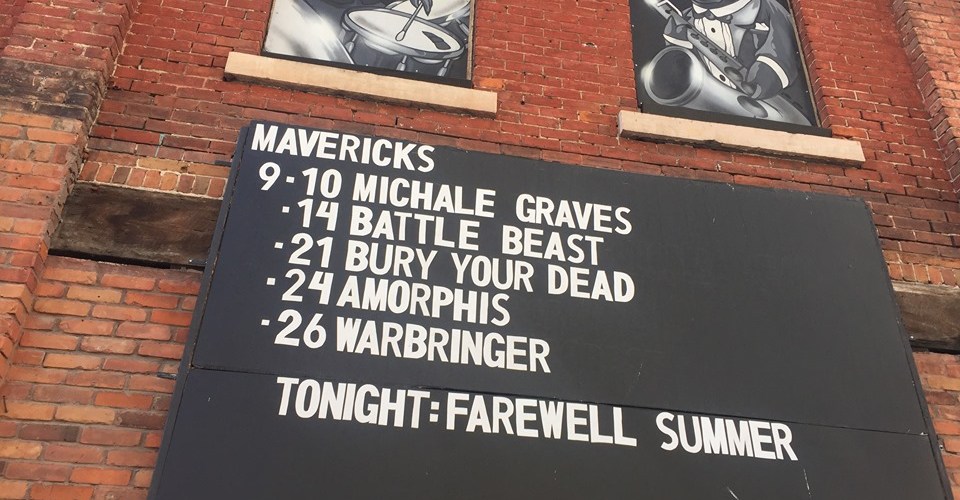 MAVERICKS
9-10 MICHALE GRAVES
-14 BATTLE BEAST
-21 BURY YOUR DEAD
-24 AMORPHIS
-26 WARBRINGER
TONIGHT: FAREWELL SUMMER